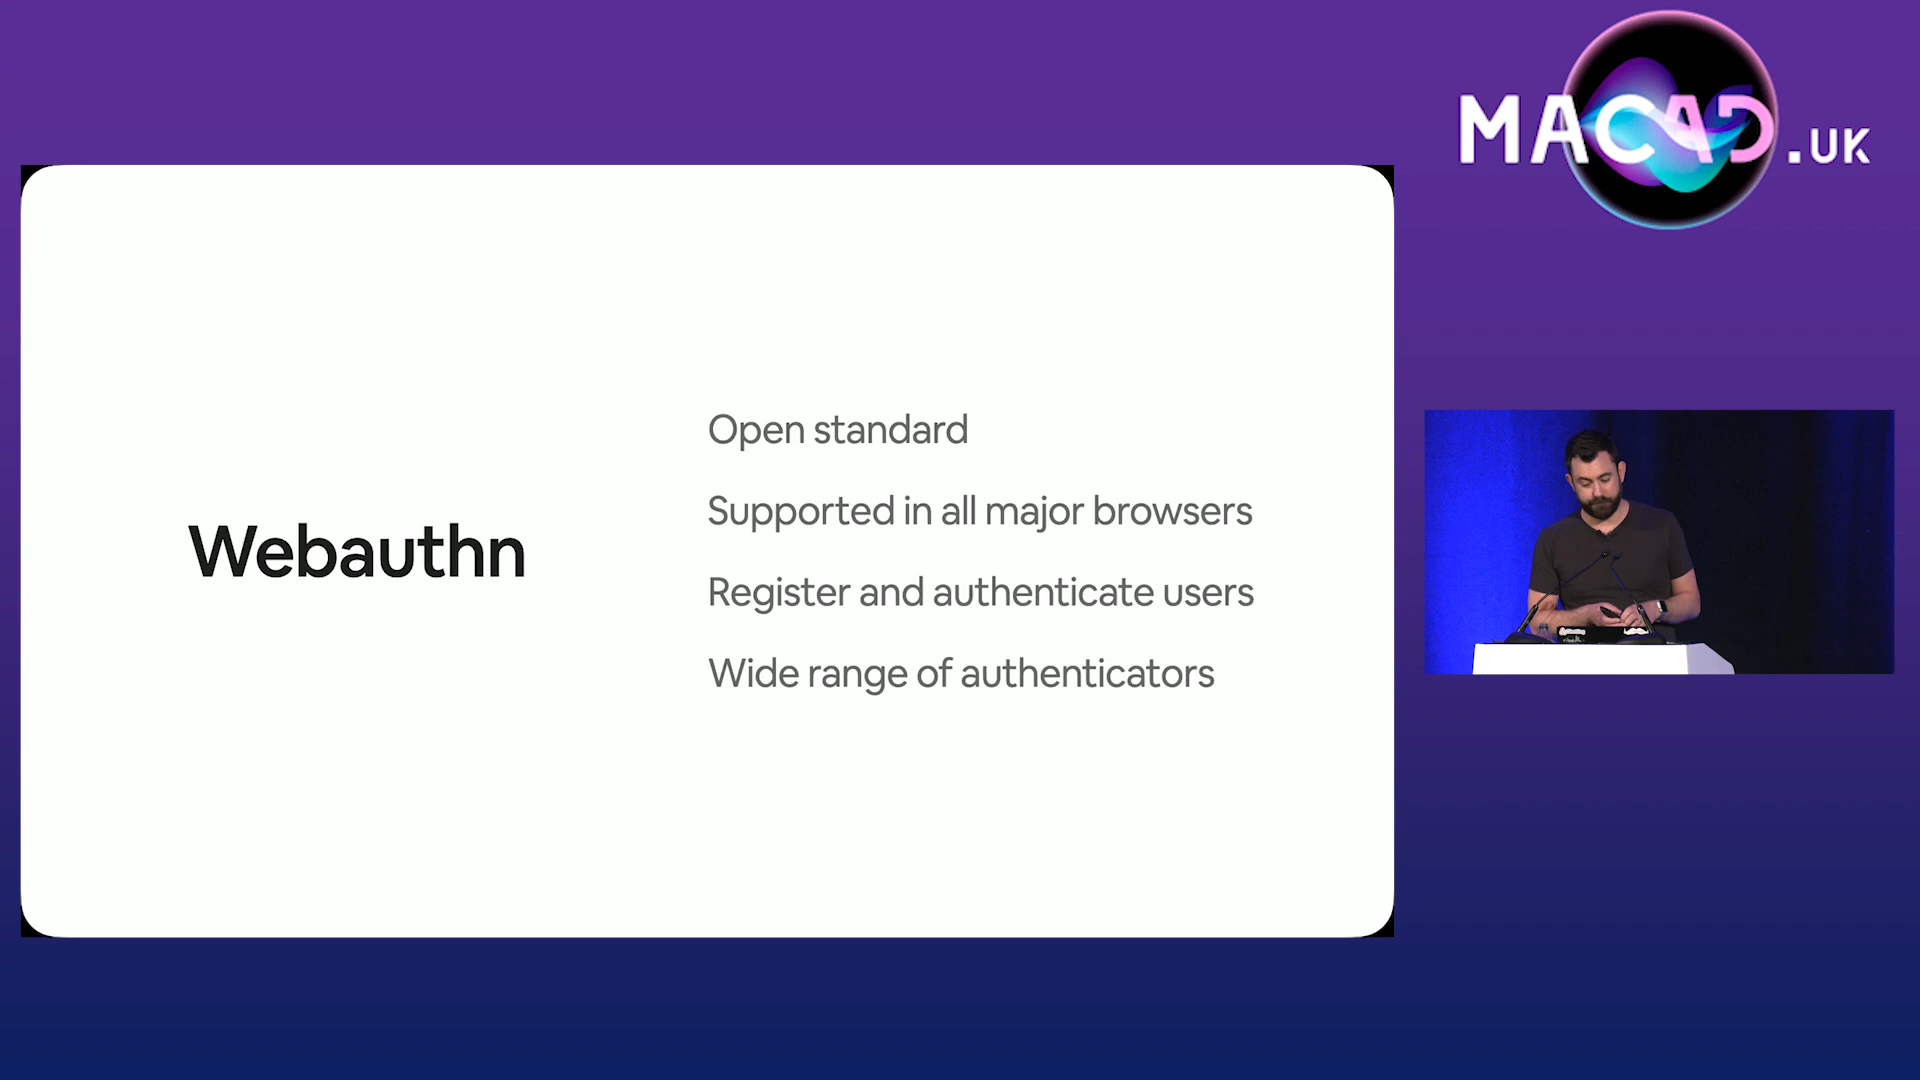 MACAD.UK
Webauthn
Open standard
Supported in all major browsers
Register and authenticate users
Wide range of authenticators